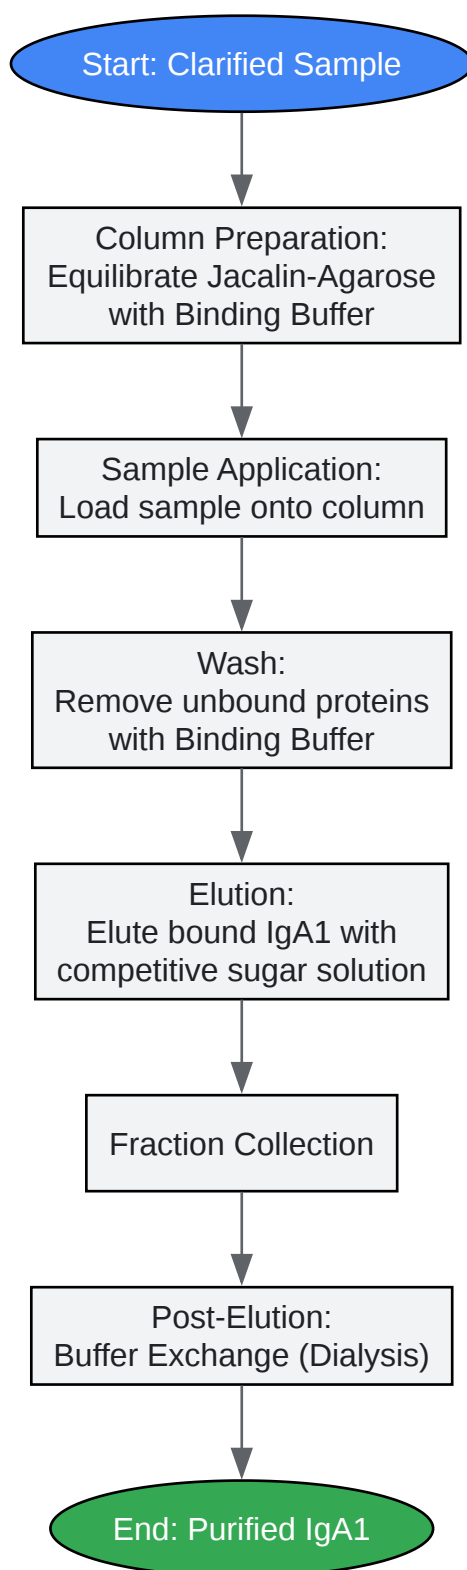 Start: Clarified Sample
Column Preparation:
Equilibrate Jacalin-Agarose
with Binding Buffer
Sample Application:
Load sample onto column
Wash:
Remove unbound proteins
with Binding Buffer
Elution:
Elute bound IgA1 with
competitive sugar solution
Fraction Collection
Post-Elution:
Buffer Exchange (Dialysis)
End: Purified IgA1